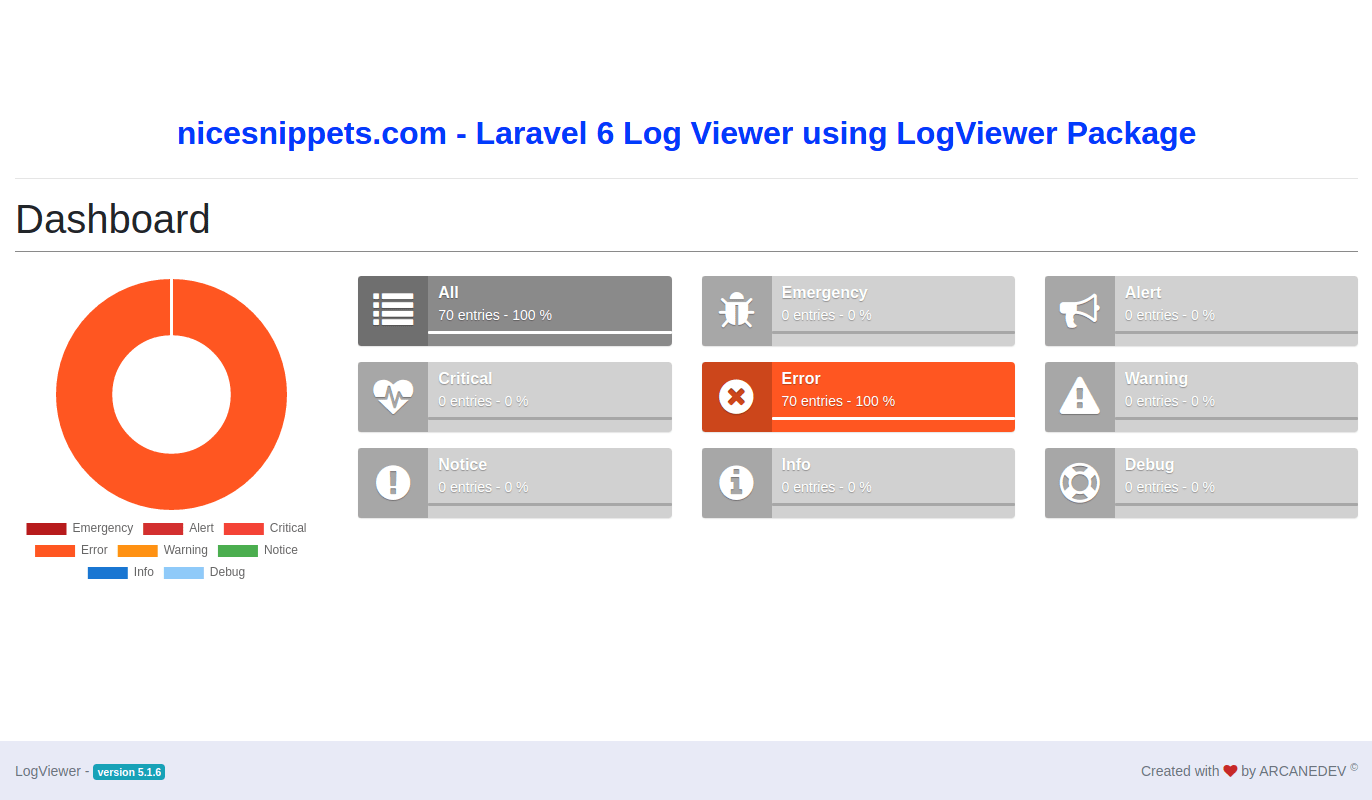 nicesnippets.com - Laravel 6 Log Viewer using LogViewer Package
Dashboard
All
70 entries - 100 %
Emergency
0 entries - 0 %
Alert
0 entries - 0 %
Critical
0 entries - 0 %
Error
70 entries - 100 %
Warning
0 entries - 0 %
Notice
0 entries - 0 %
Info
0 entries - 0 %
Debug
0 entries - 0 %
Emergency Alert Critical
Error Warning Notice
Info Debug
LogViewer - version 5.1.6
Created with by ARCANEDEV ©